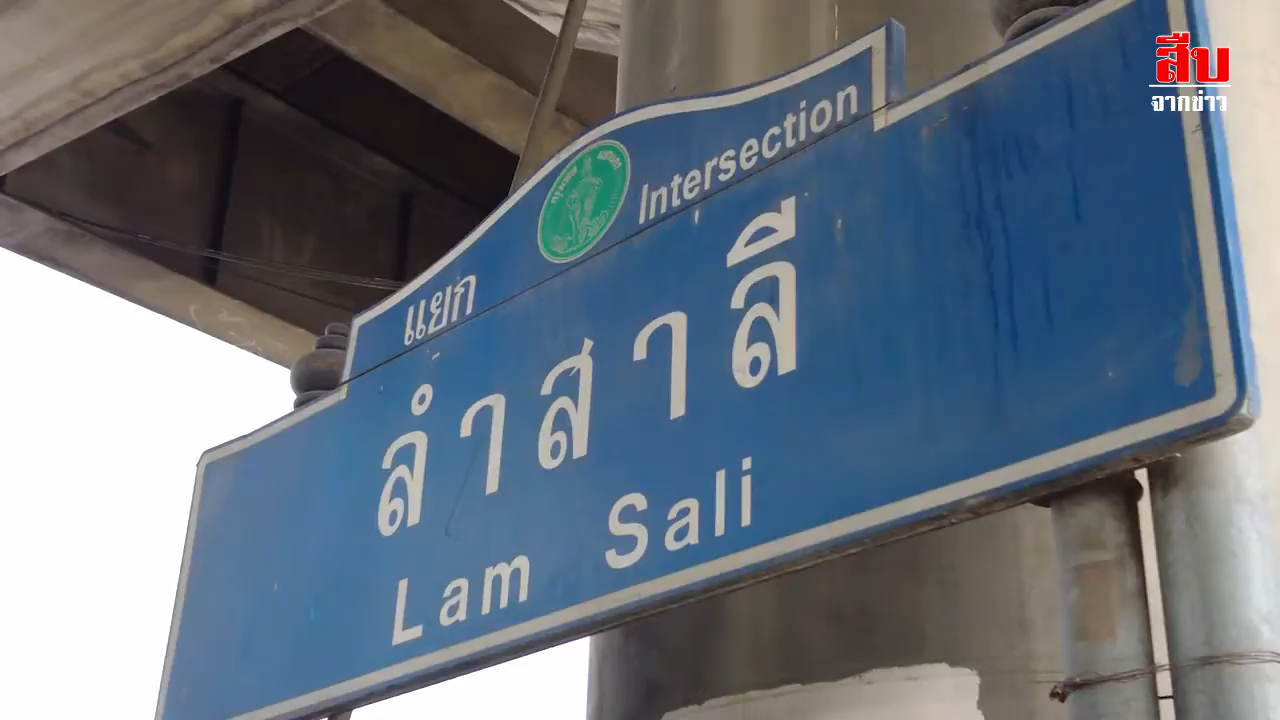 สืบ
จากข่าว
แยก Intersection
ลำสาลี
Lam Sali